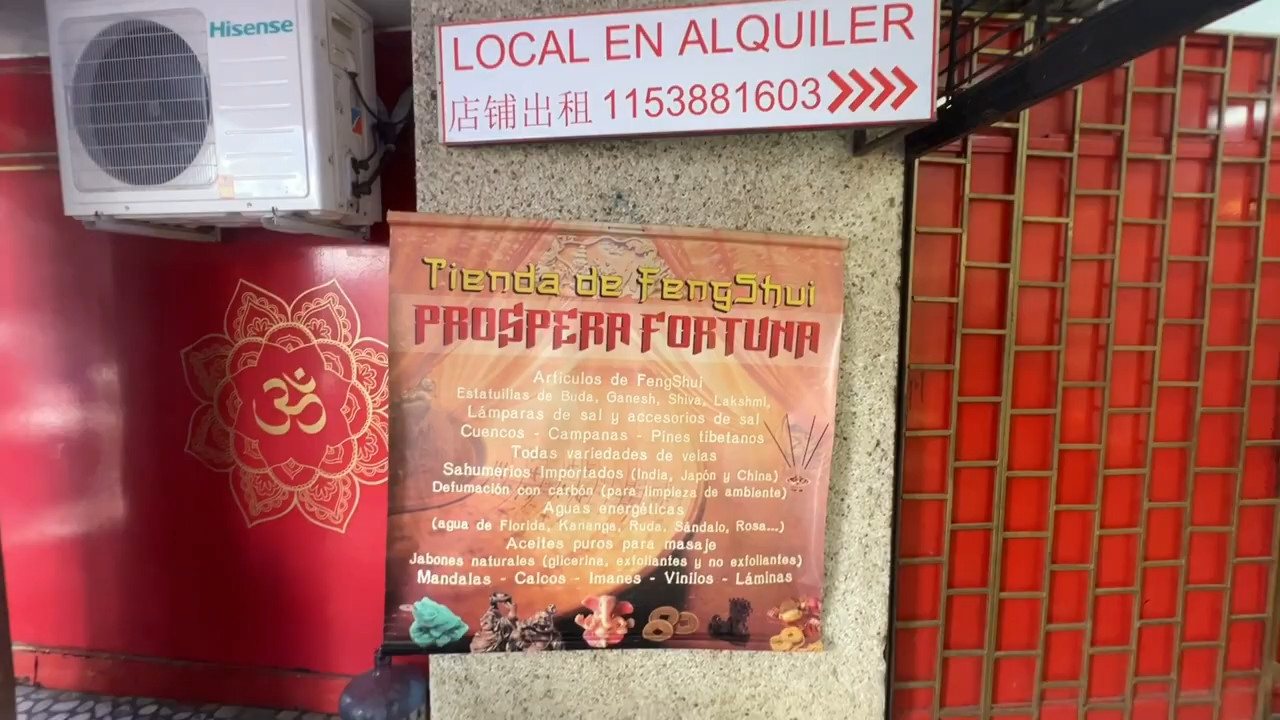 Hisense
LOCAL EN ALQUILER
店铺出租 1153881603
Tienda de FengShui
PROSPERA FORTUNA
Artículos de FengShui
Estatuillas de Buda, Ganesh, Shiva, Lakshmi,
Lámparas de sal y accesorios de sal
Cuencos - Campanas - Pines tibetanos
Todas variedades de velas
Sahumerios Importados (India, Japón y China)
Defumación con carbón (para limpieza de ambiente)
Aguas energéticas
(agua de Florida, Kananga, Ruda, Sándalo, Rosa...)
Aceites puros para masaje
Jabones naturales (glicerina, exfoliantes y no exfoliantes)
Mandalas - Calcos - Imanes - Vinilos - Láminas
ॐ